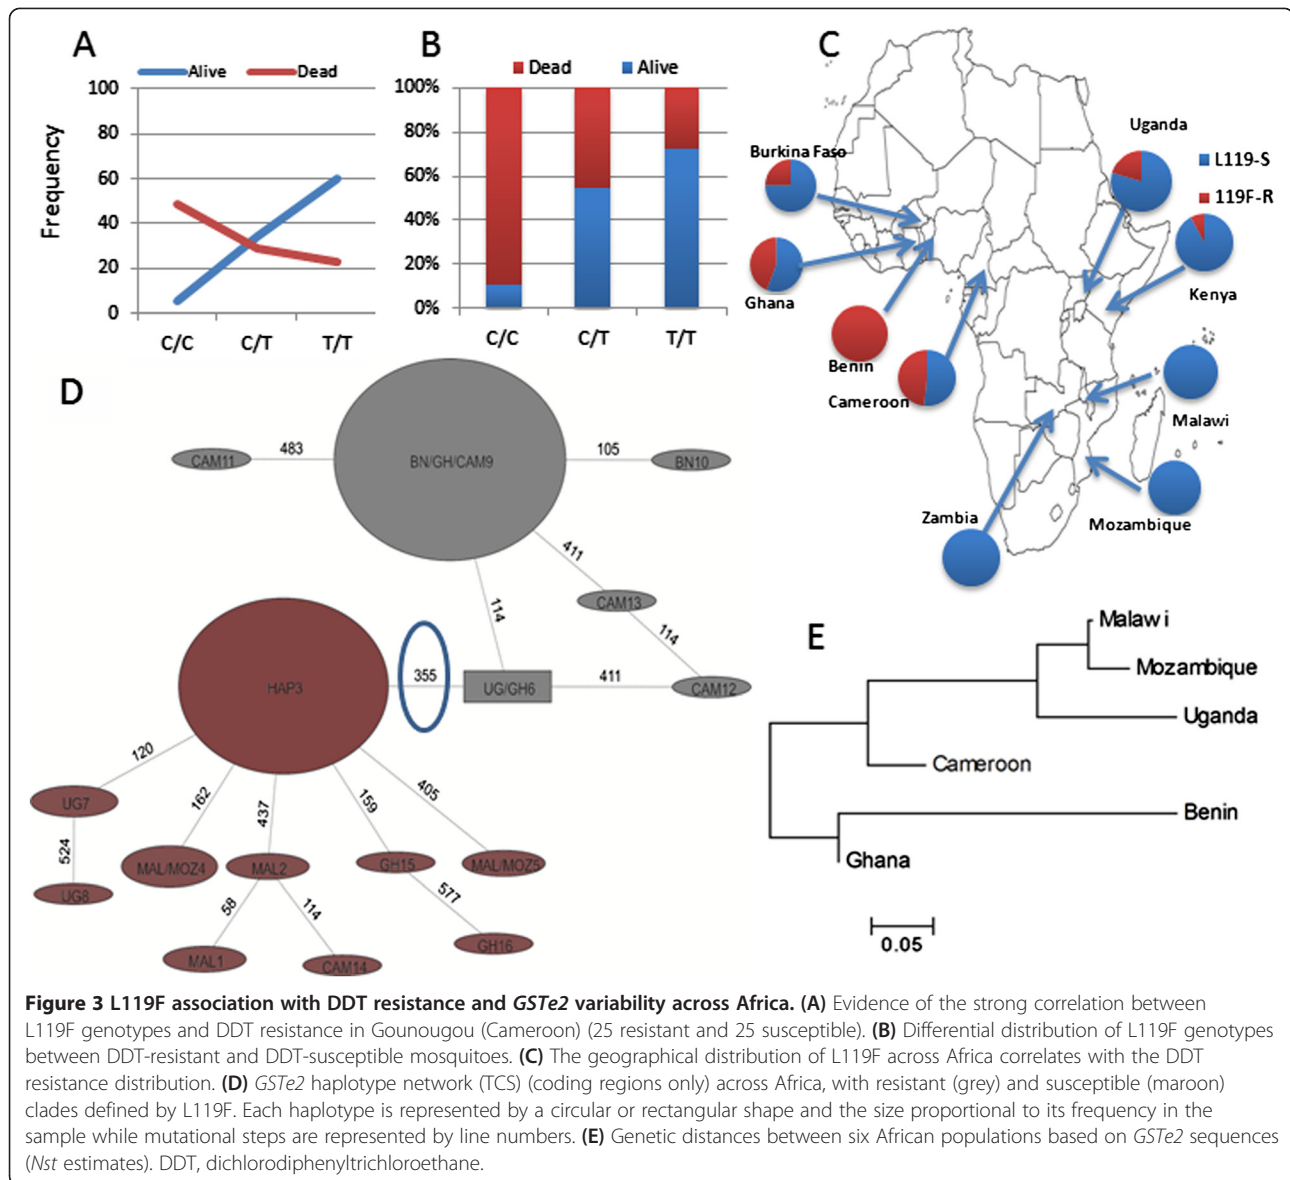 A
Alive Dead
Frequency
100
80
60
40
20
0
C/C C/T T/T
B
Dead Alive
100%
80%
60%
40%
20%
0%
C/C C/T T/T
C
Uganda
L119-S
119F-R
Burkina Faso
Ghana
Kenya
Benin
Cameroon
Malawi
Zambia
Mozambique
D
CAM11
483
BN/GH/CAM9
105
BN10
411
114
CAM13
114
HAP3
355
UG/GH6
411
CAM12
120
162
437
159
405
UG7
524
UG8
MAL/MOZ4
MAL2
GH15
MAL/MOZ5
58
114
577
MAL1
CAM14
GH16
E
Malawi
Mozambique
Uganda
Cameroon
Benin
Ghana
0.05
Figure 3 L119F association with DDT resistance and GSTe2 variability across Africa. (A) Evidence of the strong correlation between
L119F genotypes and DDT resistance in Gounougou (Cameroon) (25 resistant and 25 susceptible). (B) Differential distribution of L119F genotypes
between DDT-resistant and DDT-susceptible mosquitoes. (C) The geographical distribution of L119F across Africa correlates with the DDT
resistance distribution. (D) GSTe2 haplotype network (TCS) (coding regions only) across Africa, with resistant (grey) and susceptible (maroon)
clades defined by L119F. Each haplotype is represented by a circular or rectangular shape and the size proportional to its frequency in the
sample while mutational steps are represented by line numbers. (E) Genetic distances between six African populations based on GSTe2 sequences
(Nst estimates). DDT, dichlorodiphenyltrichloroethane.